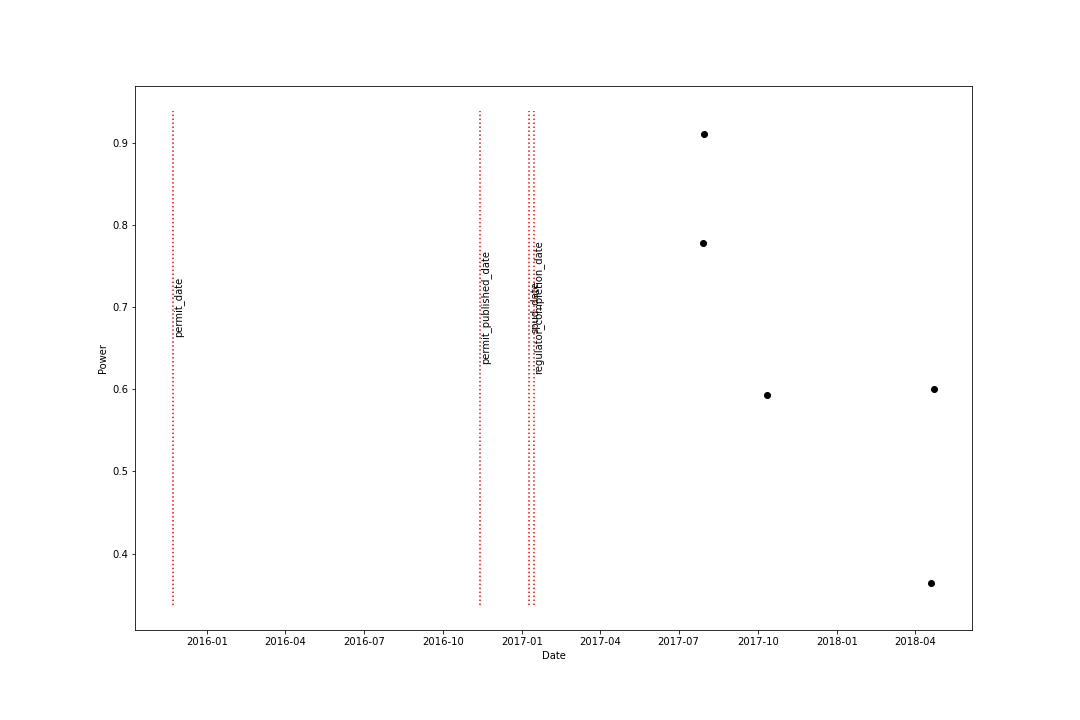 0.9
0.8
0.7
0.6
0.5
0.4
Power
permit_date
permit_published_date
spud_date
regulator_completion_date
2016-01 2016-04 2016-07 2016-10 2017-01 2017-04 2017-07 2017-10 2018-01 2018-04
Date